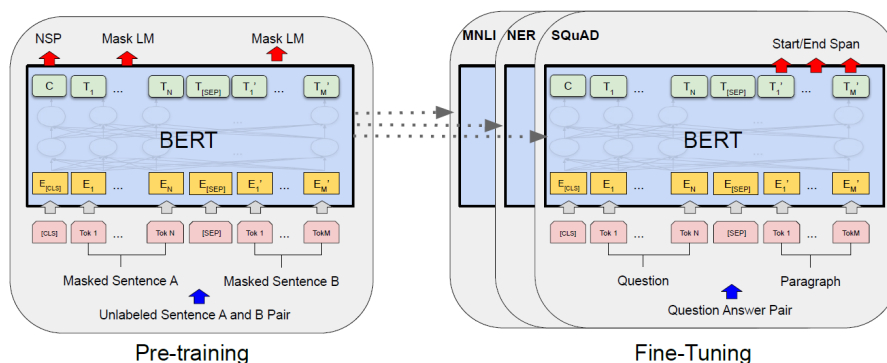 NSP Mask LM Mask LM
C T1 ... TN T[SEP] T1' ... TM'
BERT
E[CLS] E1 ... EN E[SEP] E1' ... EM'
[CLS] Tok 1 ... Tok N [SEP] Tok 1 ... TokM
Masked Sentence A Masked Sentence B
Unlabeled Sentence A and B Pair
Pre-training
MNLI NER SQuAD
Start/End Span
C T1 ... TN T[SEP] T1' ... TM'
BERT
E[CLS] E1 ... EN E[SEP] E1' ... EM'
[CLS] Tok 1 ... Tok N [SEP] Tok 1 ... TokM
Question Paragraph
Question Answer Pair
Fine-Tuning